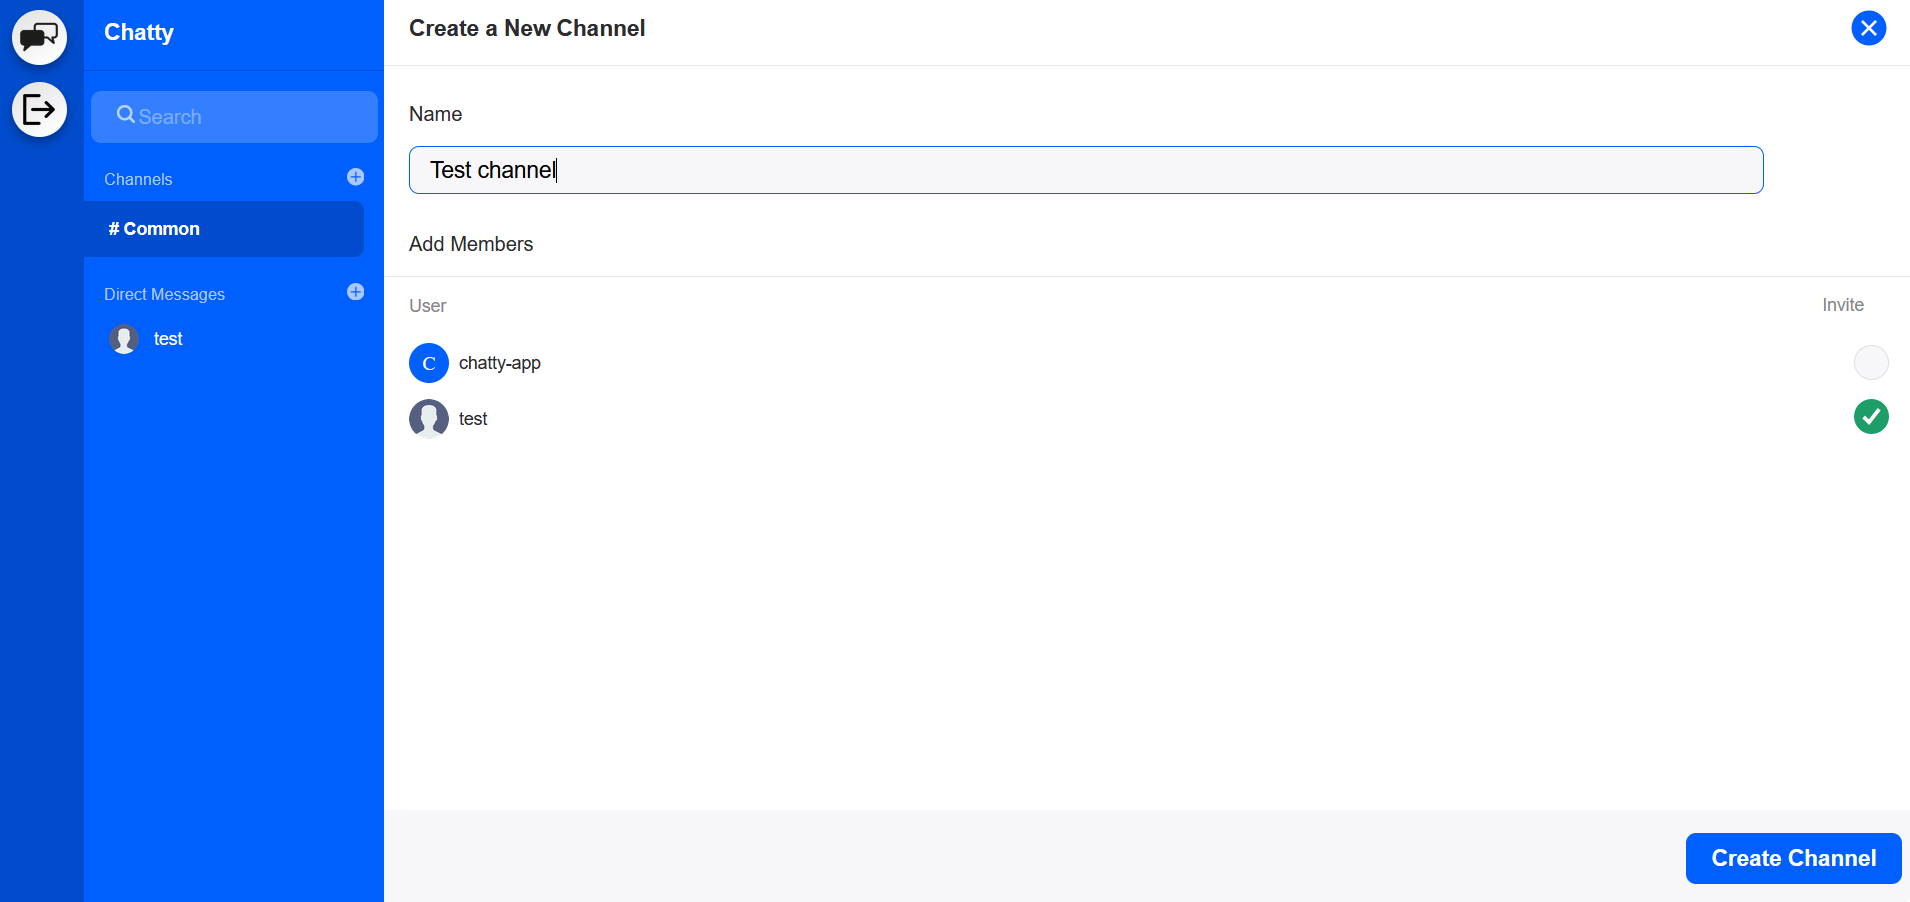 Chatty
Search
Channels
# Common
Direct Messages
test
Create a New Channel
Name
Test channel
Add Members
User
Invite
C
chatty-app
test
Create Channel